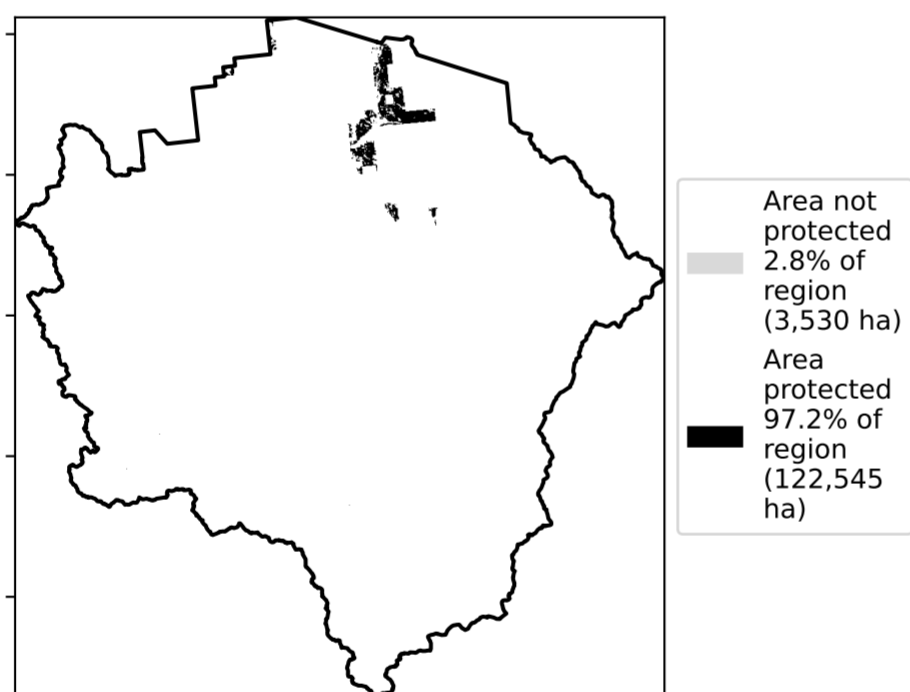 Area not
protected
2.8% of
region
(3,530 ha)
Area
protected
97.2% of
region
(122,545
ha)